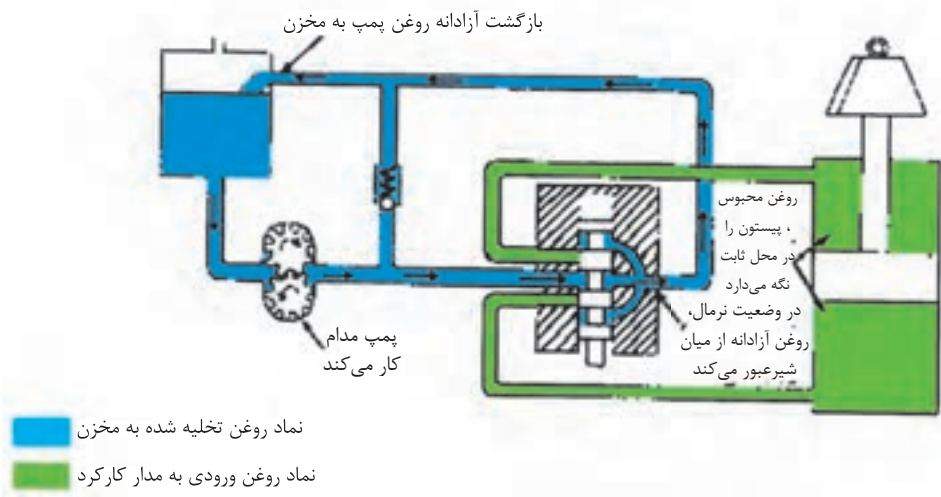 بازگشت آزادانه روغن پمپ به مخزن
روغن محبوس
، پیستون را
در محل ثابت
نگه می‌دارد
در وضعیت نرمال،
روغن آزادانه از میان
شیرعبور می‌کند
پمپ مدام
کار می‌کند
نماد روغن تخلیه شده به مخزن
نماد روغن ورودی به مدار کارکرد